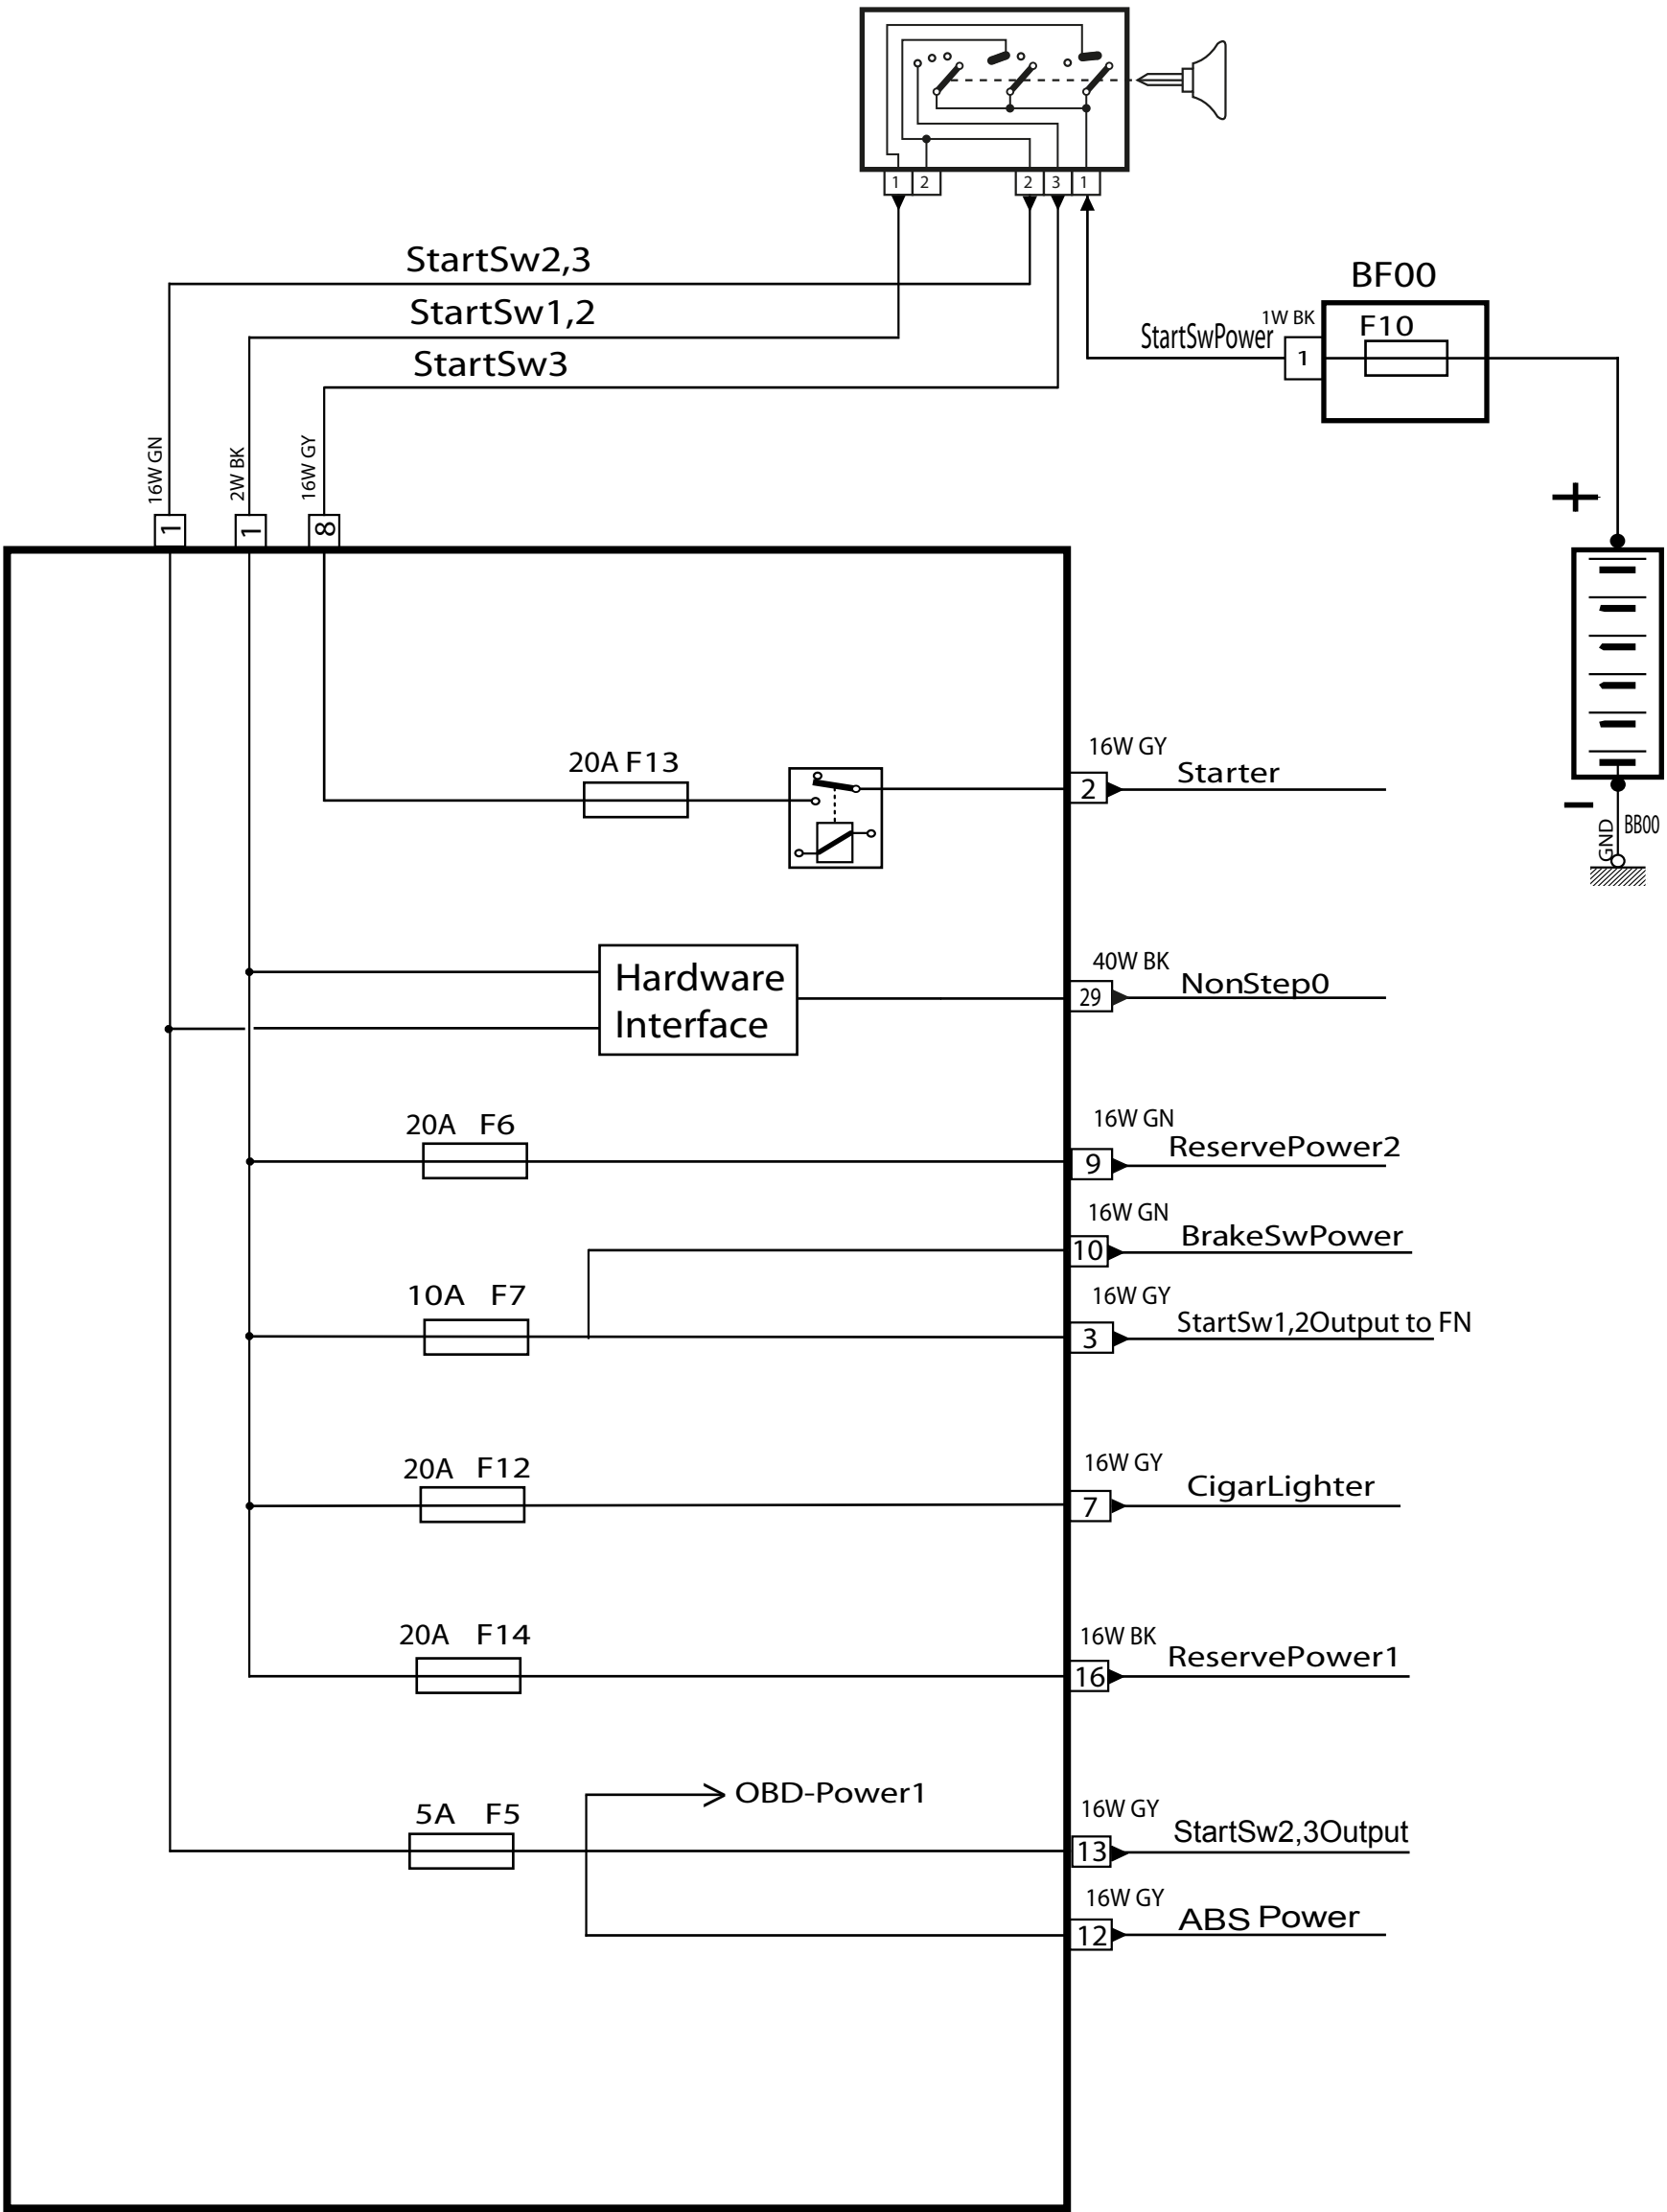 1 2 2 3 1
StartSw2,3
BF00
StartSw1,2
1W BK
F10
StartSwPower
1
StartSw3
16W GN
2W BK
16W GY
1 1 8
+
16W GY
20A F13
Starter
2
−
GND
BB00
40W BK
Hardware
Interface
NonStep0
29
16W GN
20A F6
ReservePower2
9
16W GN
BrakeSwPower
10
10A F7
16W GY
StartSw1,2Output to FN
3
20A F12
16W GY
CigarLighter
7
20A F14
16W BK
ReservePower1
16
OBD-Power1
5A F5
16W GY
StartSw2,3Output
13
16W GY
ABS Power
12